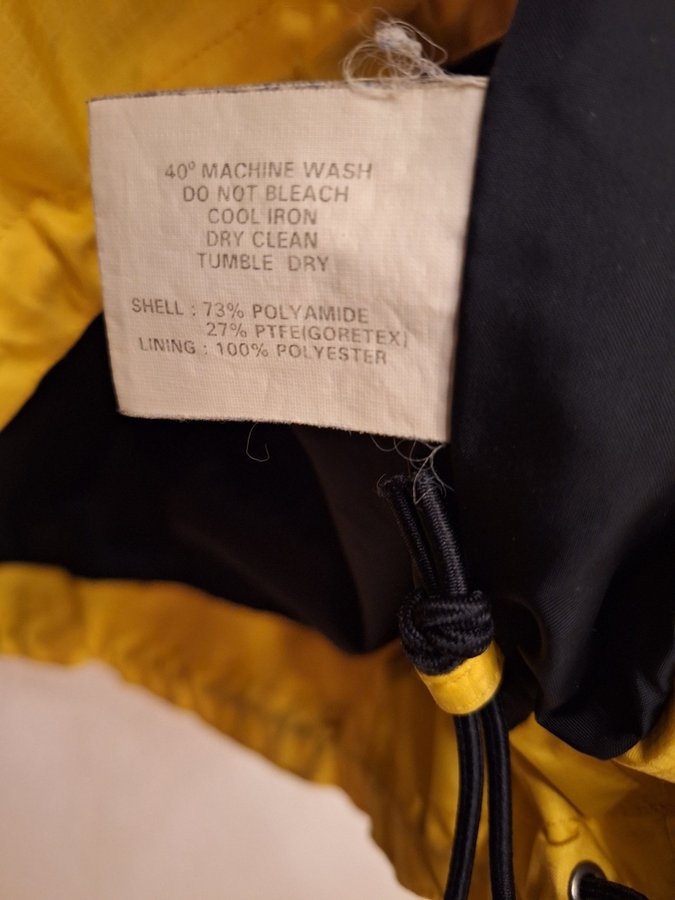 40° MACHINE WASH
DO NOT BLEACH
COOL IRON
DRY CLEAN
TUMBLE DRY
SHELL : 73% POLYAMIDE
27% PTFE(GORETEX)
LINING : 100% POLYESTER